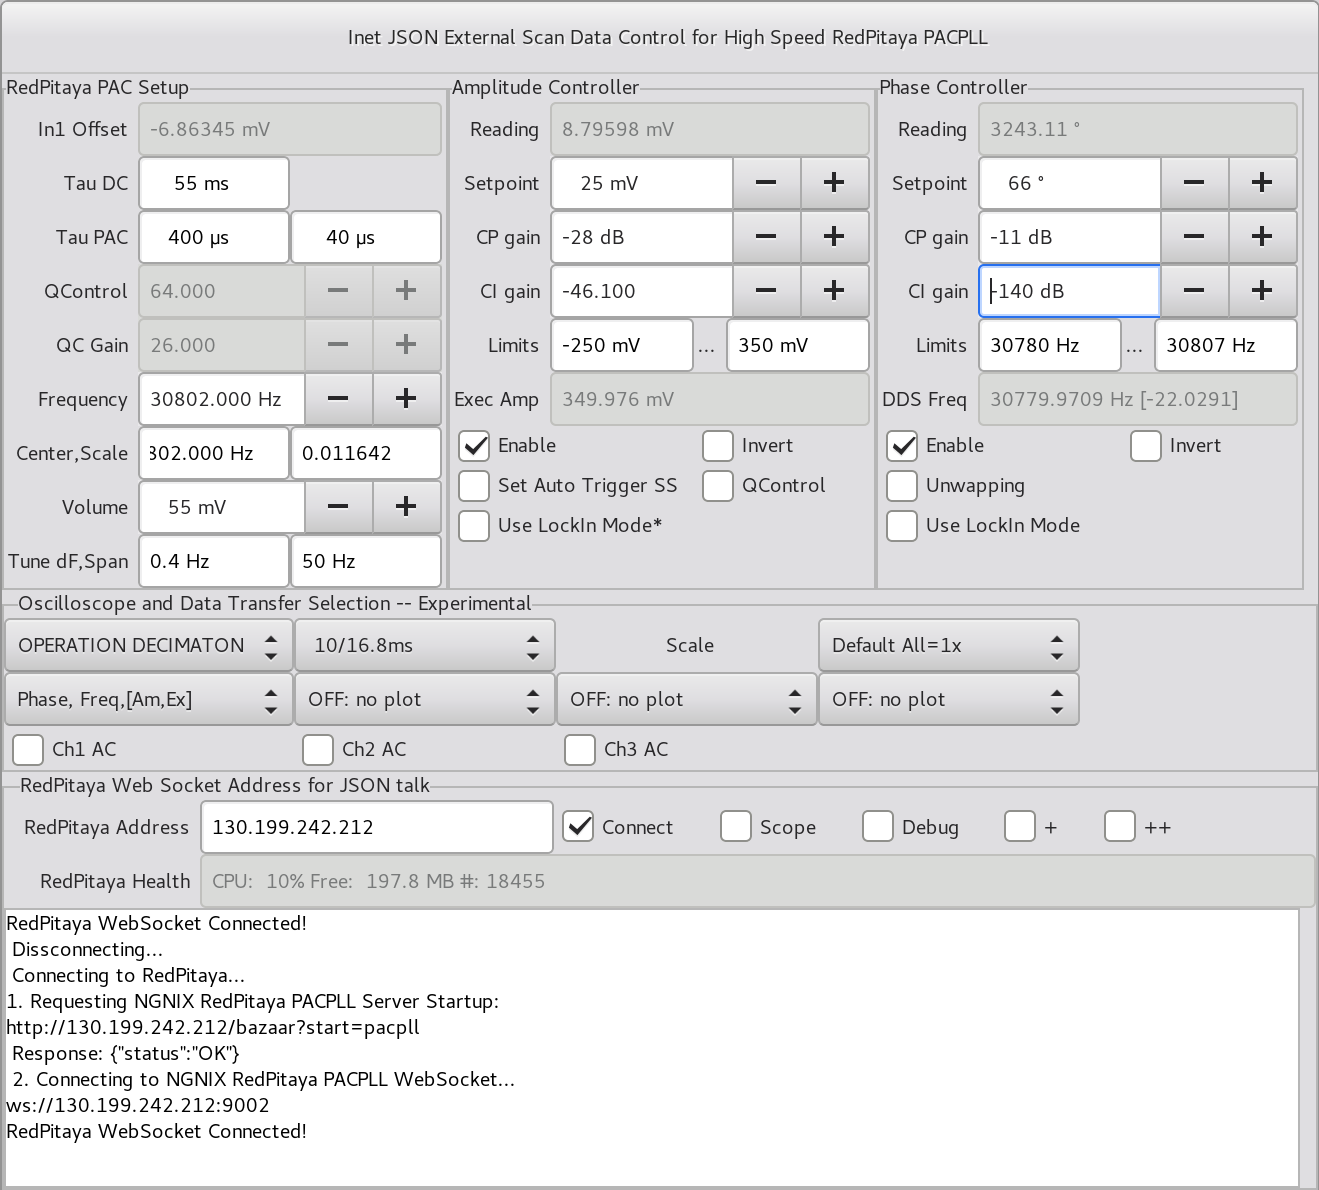 Inet JSON External Scan Data Control for High Speed RedPitaya PACPLL
RedPitaya PAC Setup
In1 Offset -6.86345 mV
Tau DC 55 ms
Tau PAC 400 µs 40 µs
QControl 64.000 − +
QC Gain 26.000 − +
Frequency 30802.000 Hz − +
Center,Scale 302.000 Hz 0.011642
Volume 55 mV − +
Tune dF,Span 0.4 Hz 50 Hz
Amplitude Controller
Reading 8.79598 mV
Setpoint 25 mV − +
CP gain -28 dB − +
CI gain -46.100 − +
Limits -250 mV ... 350 mV
Exec Amp 349.976 mV
Enable Invert
Set Auto Trigger SS QControl
Use LockIn Mode*
Phase Controller
Reading 3243.11 °
Setpoint 66 ° − +
CP gain -11 dB − +
CI gain -140 dB − +
Limits 30780 Hz ... 30807 Hz
DDS Freq 30779.9709 Hz [-22.0291]
Enable Invert
Unwapping
Use LockIn Mode
Oscilloscope and Data Transfer Selection -- Experimental
OPERATION DECIMATON 10/16.8ms Scale Default All=1x
Phase, Freq,[Am,Ex] OFF: no plot OFF: no plot OFF: no plot
Ch1 AC Ch2 AC Ch3 AC
RedPitaya Web Socket Address for JSON talk
RedPitaya Address 130.199.242.212 Connect Scope Debug + ++
RedPitaya Health CPU: 10% Free: 197.8 MB #: 18455
RedPitaya WebSocket Connected!
Dissconnecting...
Connecting to RedPitaya...
1. Requesting NGNIX RedPitaya PACPLL Server Startup:
http://130.199.242.212/bazaar?start=pacpll
Response: {"status":"OK"}
2. Connecting to NGNIX RedPitaya PACPLL WebSocket...
ws://130.199.242.212:9002
RedPitaya WebSocket Connected!